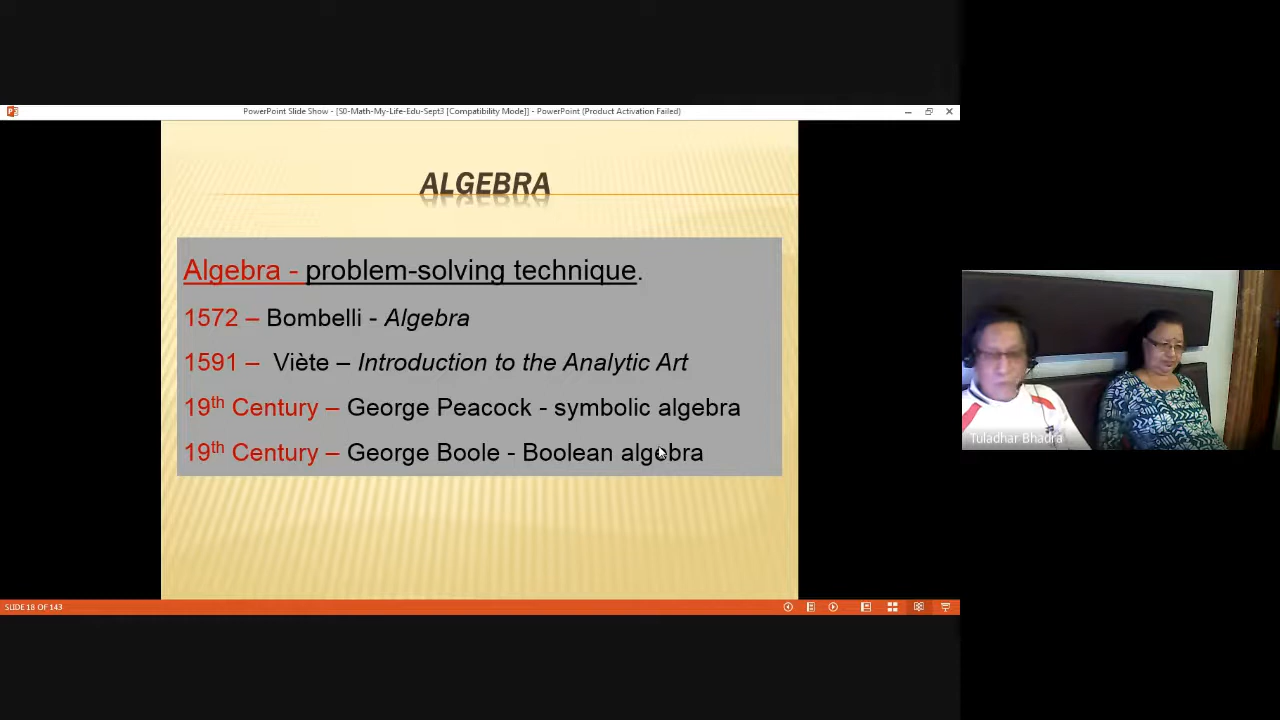 PowerPoint Slide Show - [S0-Math-My-Life-Edu-Sept3 [Compatibility Mode]] - PowerPoint (Product Activation Failed)
ALGEBRA
Algebra - problem-solving technique.
1572 – Bombelli - Algebra
1591 – Viète – Introduction to the Analytic Art
19th Century – George Peacock - symbolic algebra
19th Century – George Boole - Boolean algebra
Tuladhar Bhadra
SLIDE 18 OF 143